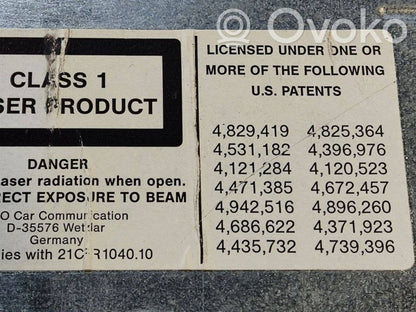 Ovoko
CLASS 1
SER PRODUCT
DANGER
aser radiation when open.
RECT EXPOSURE TO BEAM
O Car Communication
D-35576 Wetzlar
Germany
ies with 21CFR1040.10
LICENSED UNDER ONE OR
MORE OF THE FOLLOWING
U.S. PATENTS
4,829,419 4,825,364
4,531,182 4,396,976
4,121,284 4,120,523
4,471,385 4,672,457
4,942,516 4,896,260
4,686,622 4,371,923
4,435,732 4,739,396